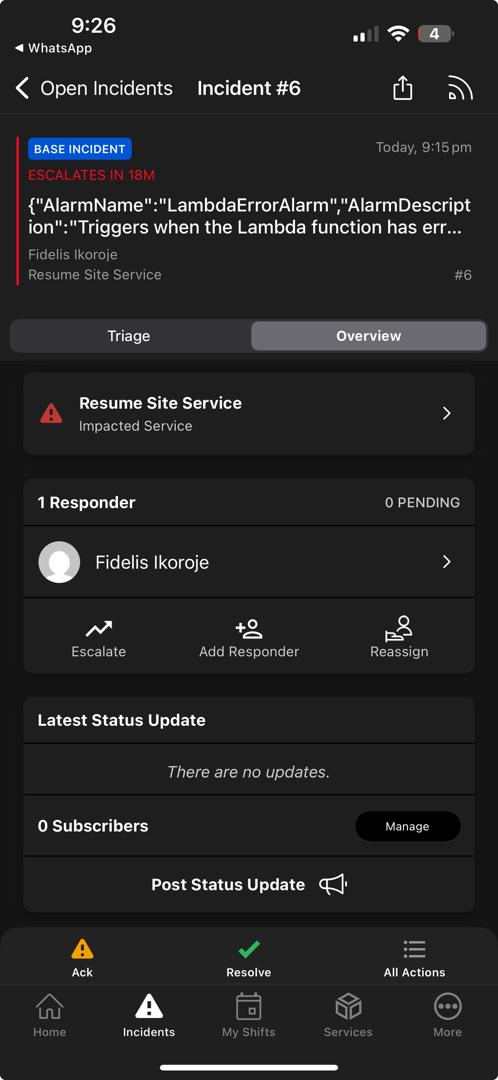 9:26
4
◀ WhatsApp
Open Incidents
Incident #6
BASE INCIDENT
Today, 9:15 pm
ESCALATES IN 18M
{"AlarmName":"LambdaErrorAlarm","AlarmDescript
ion":"Triggers when the Lambda function has err...
Fidelis Ikoroje
Resume Site Service
#6
Triage
Overview
Resume Site Service
Impacted Service
1 Responder
0 PENDING
Fidelis Ikoroje
Escalate
Add Responder
Reassign
Latest Status Update
There are no updates.
0 Subscribers
Manage
Post Status Update
Ack
Resolve
All Actions
Home
Incidents
My Shifts
Services
More